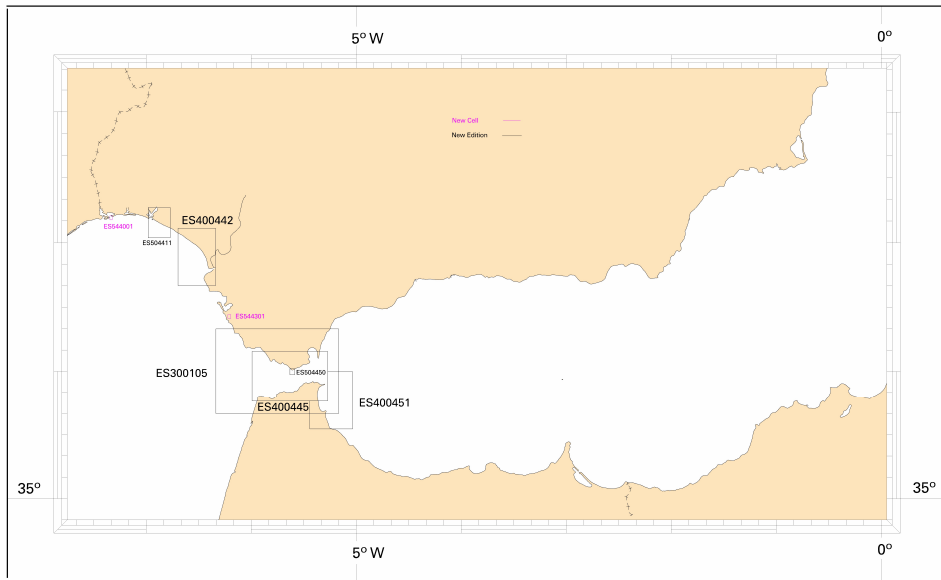 5º W
0º
New Cell
New Edition
ES400442
ES544001
ES504411
ES544301
ES300105
ES504450
ES400445
ES400451
35º
35º
5º W
0º